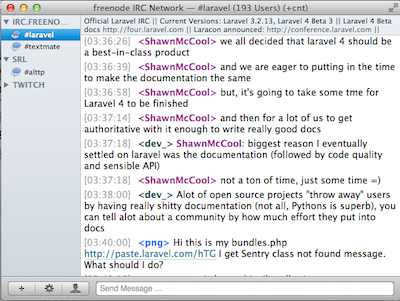 freenode IRC Network — #laravel (193 Users) (+cnt)
IRC.FREENO...
#laravel
#textmate
SRL
#alttp
TWITCH
Official Laravel IRC || Current Versions: Laravel 3.2.13, Laravel 4 Beta 3 || Laravel 4 Beta
docs http://four.laravel.com || Laracon announced: http://conference.laravel.com ||
[03:36:26] <ShawnMcCool> we all decided that laravel 4 should be
a best-in-class product
[03:36:39] <ShawnMcCool> and we are eager to putting in the time
to make the documentation the same
[03:36:58] <ShawnMcCool> but, it's going to take some tme for
Laravel 4 to be finished
[03:37:14] <ShawnMcCool> and then for a lot of us to get
authoritative with it enough to write really good docs
[03:37:18] <dev_> ShawnMcCool: biggest reason I eventually
settled on laravel was the documentation (followed by code quality
and sensible API)
[03:37:18] <ShawnMcCool> not a ton of time, just some time =)
[03:38:00] <dev_> Alot of open source projects "throw away" users
by having really shitty documentation (not all, Pythons is superb), you
can tell alot about a community by how much effort they put into
docs
[03:40:00] <png> Hi this is my bundles.php
http://paste.laravel.com/hTG I get Sentry class not found message.
What should I do?
Send Message ...